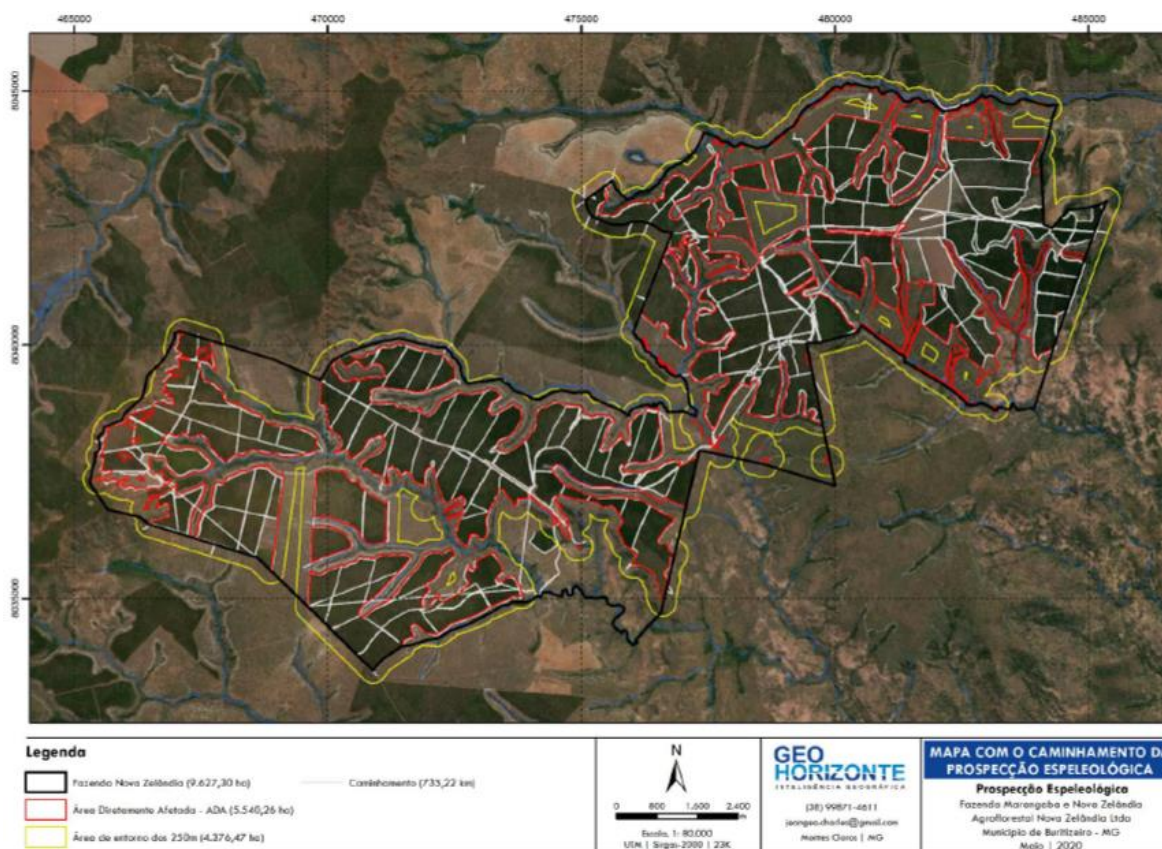 465000 470000 475000 480000 485000
8045000
8040000
8035000
Legenda
Fazenda Nova Zelândia (9.627,30 ha)
Caminhamento (735,22 km)
Área Diretamente Afetada - ADA (5.540,26 ha)
Área de entorno dos 250m (4.376,47 ha)
N
0 800 1.600 2.400
m
Escala 1: 80.000
UTM | Sirgas-2000 | 23K
GEO
HORIZONTE
INTELIGÊNCIA GEOGRÁFICA
(38) 99871-4611
Montes Claros | MG
MAPA COM O CAMINHAMENTO DA
PROSPECÇÃO ESPELEOLÓGICA
Prospecção Espeleológica
Fazenda Marangaba e Nova Zelândia
Agroflorestal Nova Zelândia Ltda
Município de Buritizeiro - MG
Maio | 2020